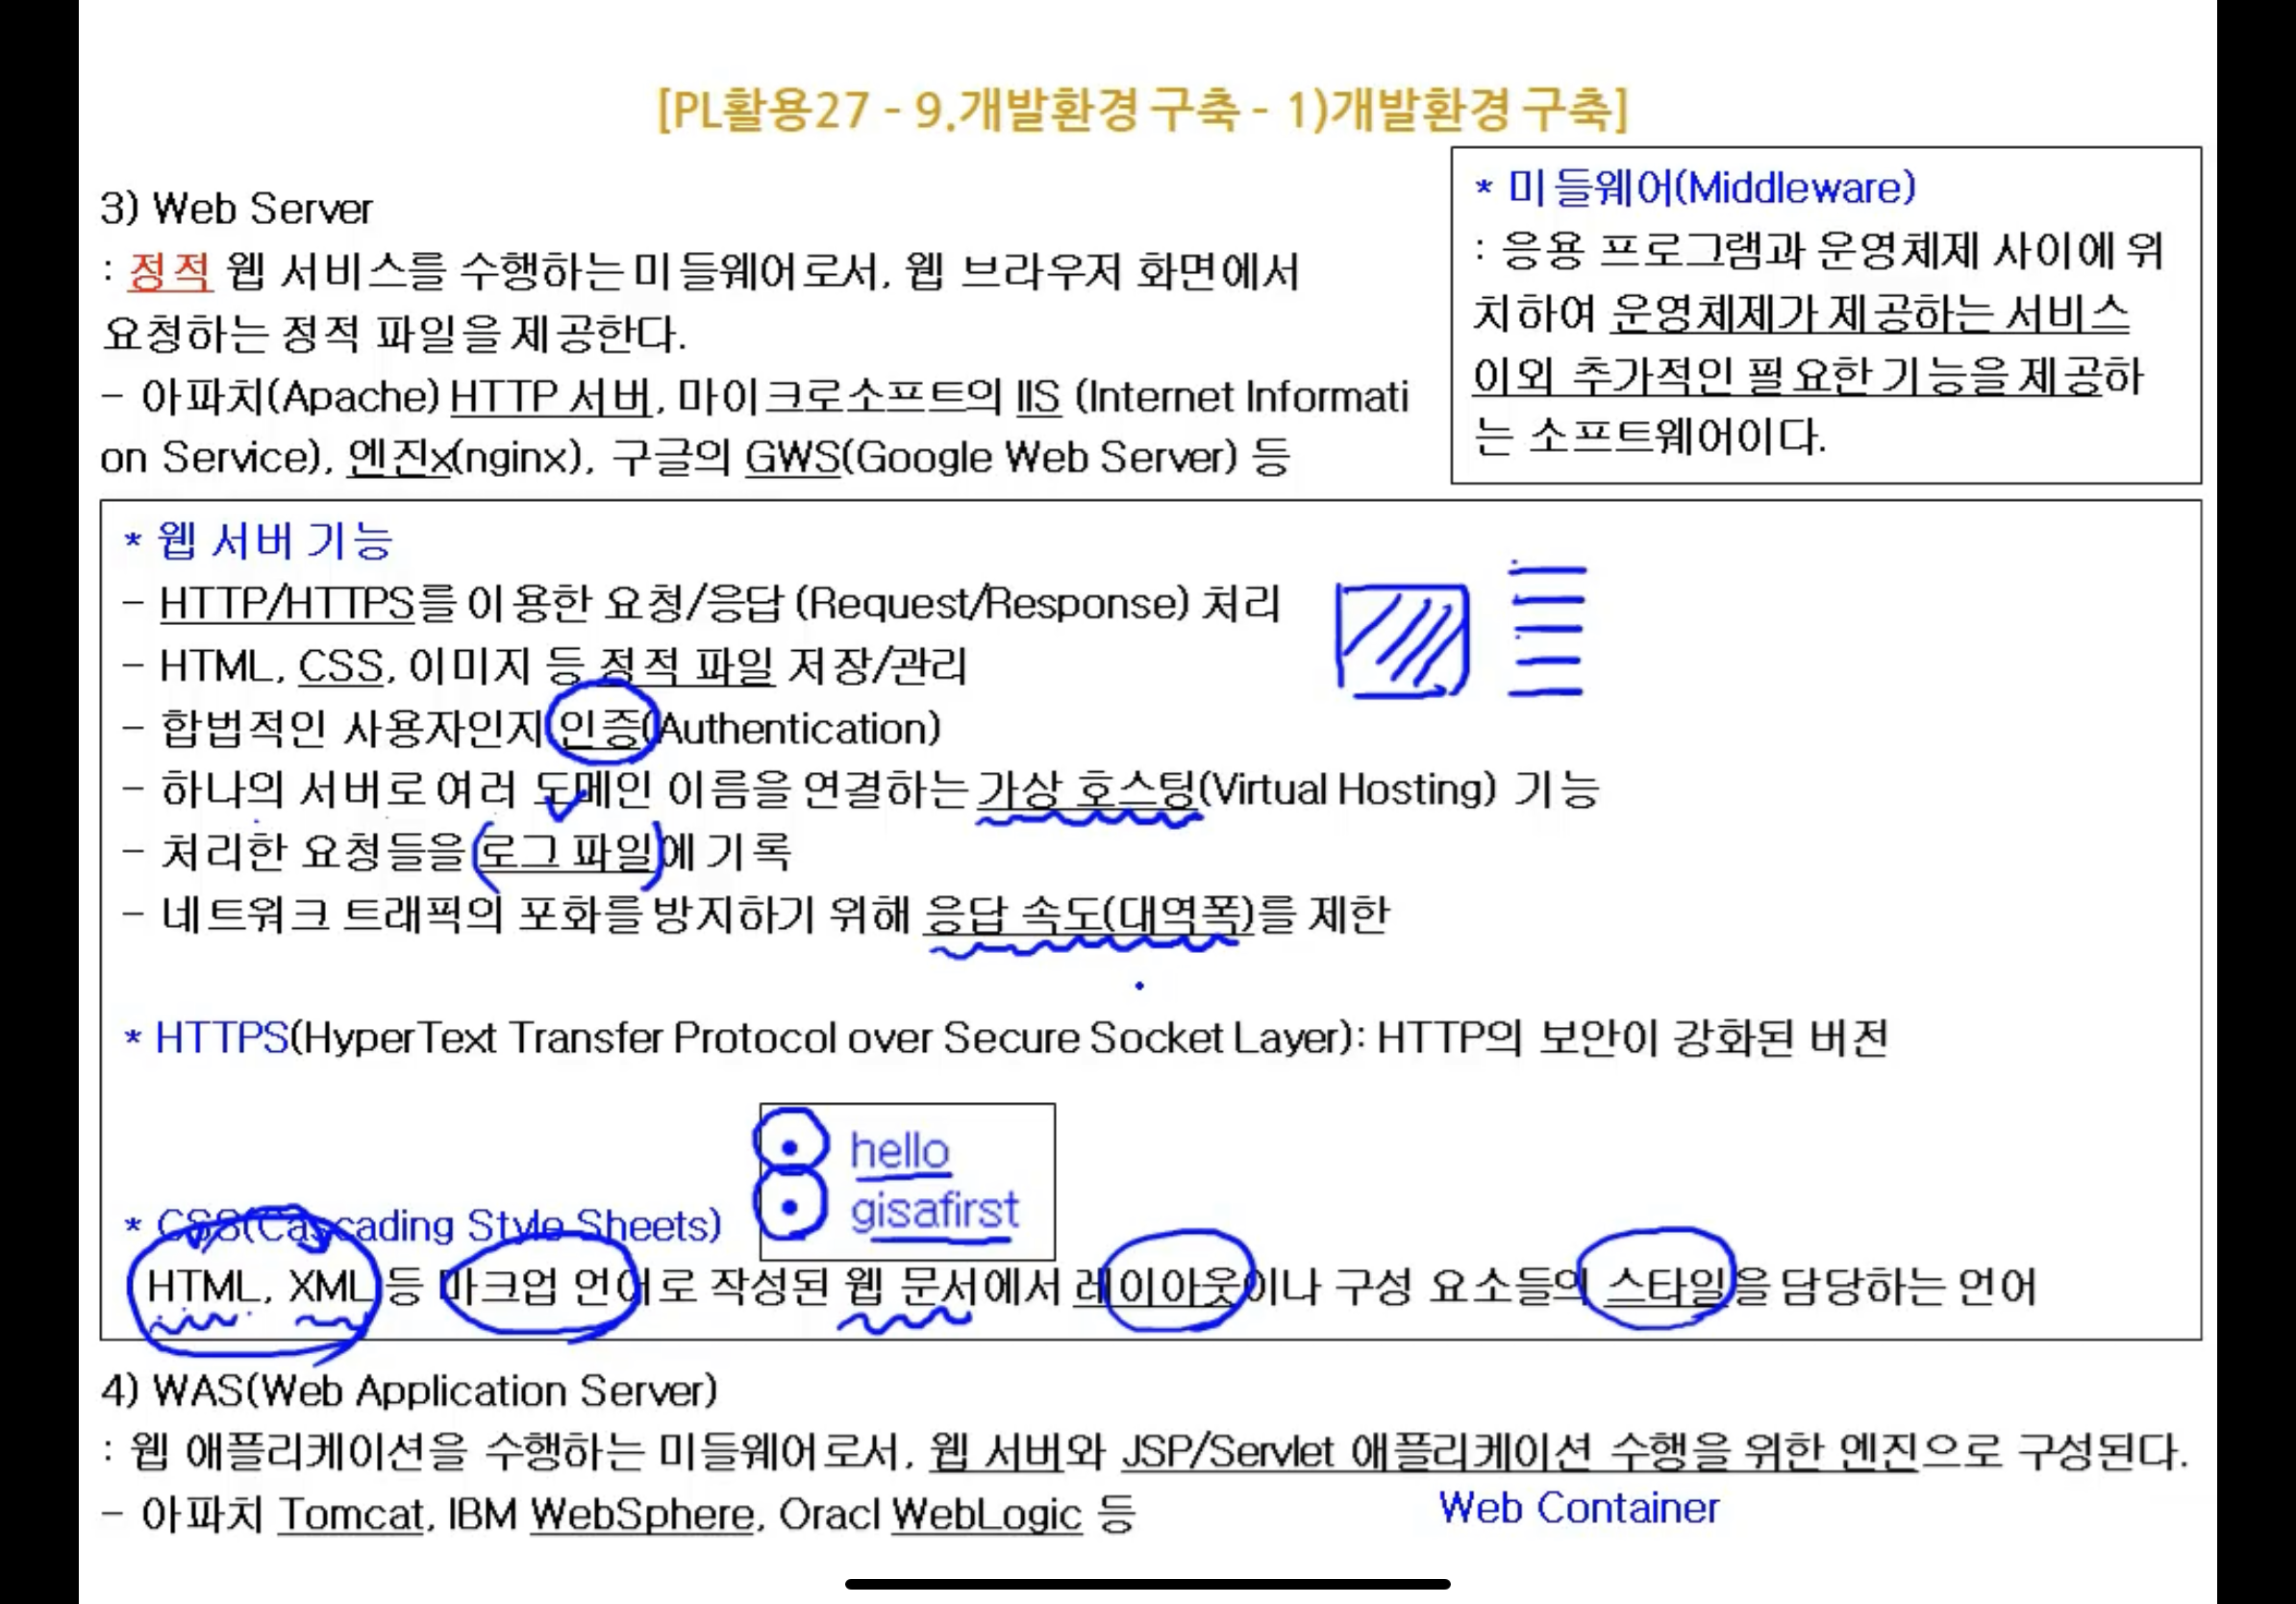 [PL활용27 - 9.개발환경 구축 - 1)개발환경 구축]
3) Web Server
: 정적 웹 서비스를 수행하는 미들웨어로서, 웹 브라우저 화면에서
요청하는 정적 파일을 제공한다.
- 아파치(Apache) HTTP 서버, 마이크로소프트의 IIS (Internet Informati
on Service), 엔진x(nginx), 구글의 GWS(Google Web Server) 등
* 미들웨어(Middleware)
: 응용 프로그램과 운영체제 사이에 위
치하여 운영체제가 제공하는 서비스
이외 추가적인 필요한 기능을 제공하
는 소프트웨어이다.
* 웹 서버 기능
- HTTP/HTTPS를 이용한 요청/응답 (Request/Response) 처리
- HTML, CSS, 이미지 등 정적 파일 저장/관리
- 합법적인 사용자인지 인증(Authentication)
- 하나의 서버로 여러 도메인 이름을 연결하는 가상 호스팅(Virtual Hosting) 기능
- 처리한 요청들을 로그 파일에 기록
- 네트워크 트래픽의 포화를 방지하기 위해 응답 속도(대역폭)를 제한
* HTTPS(HyperText Transfer Protocol over Secure Socket Layer): HTTP의 보안이 강화된 버전
• hello
• gisafirst
* CSS(Cascading Style Sheets)
HTML, XML 등 마크업 언어로 작성된 웹 문서에서 레이아웃이나 구성 요소들의 스타일을 담당하는 언어
4) WAS(Web Application Server)
: 웹 애플리케이션을 수행하는 미들웨어로서, 웹 서버와 JSP/Servlet 애플리케이션 수행을 위한 엔진으로 구성된다.
- 아파치 Tomcat, IBM WebSphere, Oracl WebLogic 등
Web Container